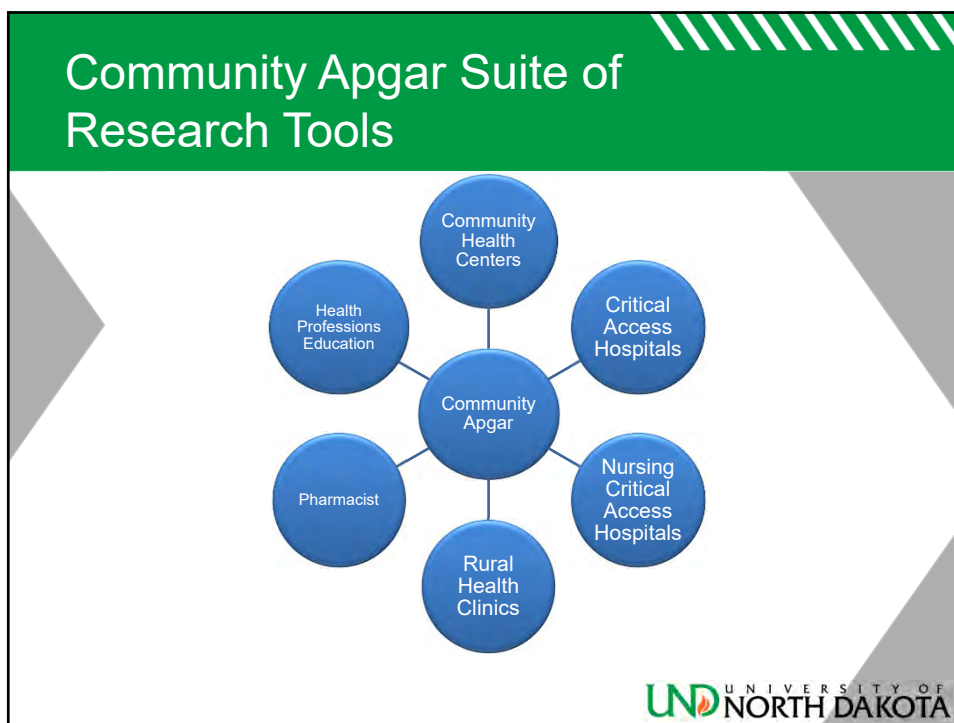 Community Apgar Suite of
Research Tools
Community
Health
Centers
Critical
Access
Hospitals
Nursing
Critical
Access
Hospitals
Rural
Health
Clinics
Pharmacist
Health
Professions
Education
Community
Apgar
UND UNIVERSITY OF
NORTH DAKOTA